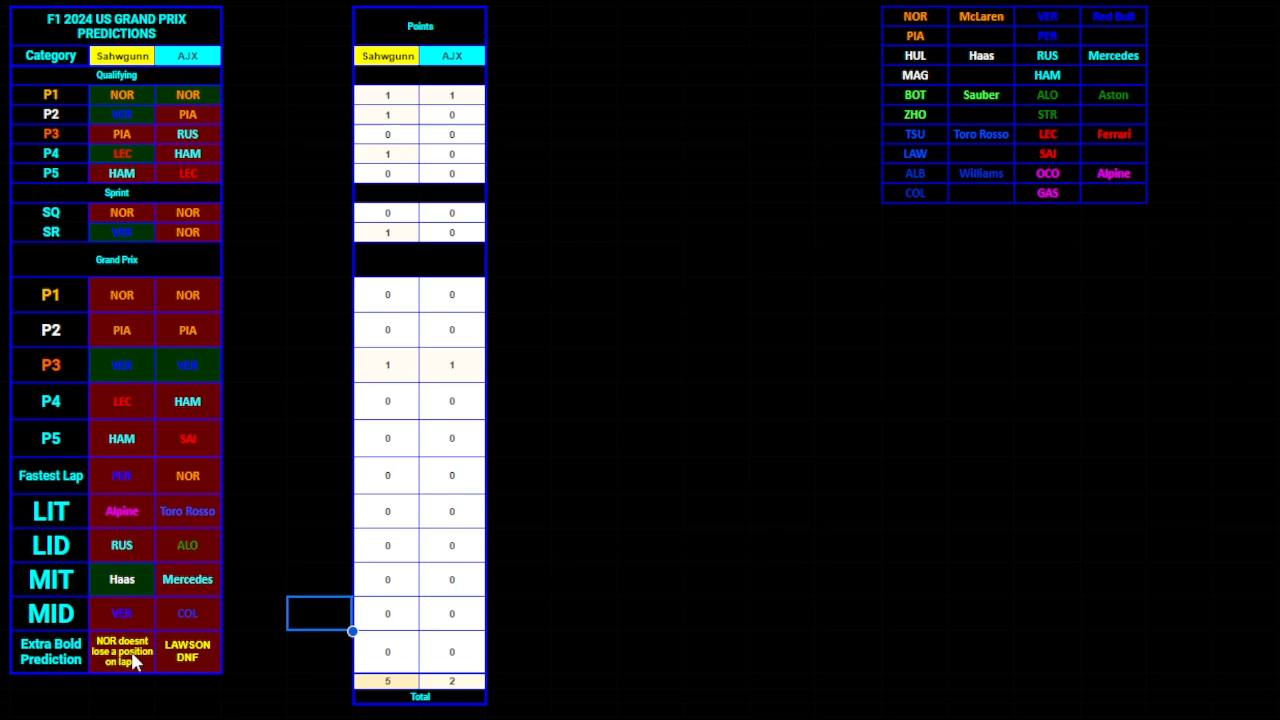 F1 2024 US GRAND PRIX
PREDICTIONS
Category Sahwgunn AJX
Qualifying
P1 NOR NOR
P2 VER PIA
P3 PIA RUS
P4 LEC HAM
P5 HAM LEC
Sprint
SQ NOR NOR
SR VER NOR
Grand Prix
P1 NOR NOR
P2 PIA PIA
P3 VER VER
P4 LEC HAM
P5 HAM SAI
Fastest Lap PER NOR
LIT Alpine Toro Rosso
LID RUS ALO
MIT Haas Mercedes
MID VER COL
Extra Bold
Prediction
NOR doesnt
lose a position
on lap
LAWSON
DNF
Points
Sahwgunn AJX
1 1
1 0
0 0
1 0
0 0
0 0
1 0
0 0
0 0
1 1
0 0
0 0
0 0
0 0
0 0
0 0
0 0
0 0
5 2
Total
NOR McLaren VER Red Bull
PIA PER
HUL Haas RUS Mercedes
MAG HAM
BOT Sauber ALO Aston
ZHO STR
TSU Toro Rosso LEC Ferrari
LAW SAI
ALB Williams OCO Alpine
COL GAS